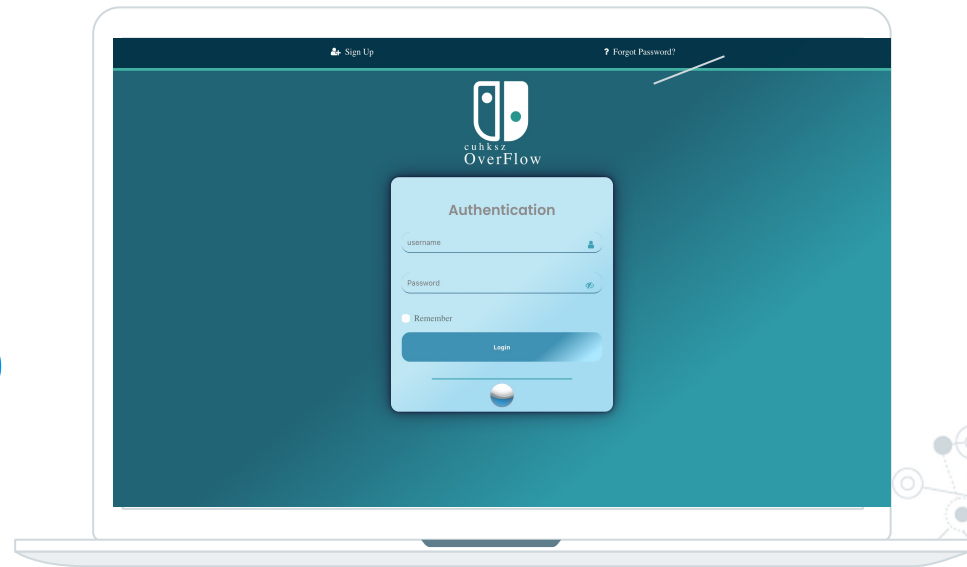 Sign Up
? Forgot Password?
cuhksz
OverFlow
Authentication
username
Password
Remember
Login